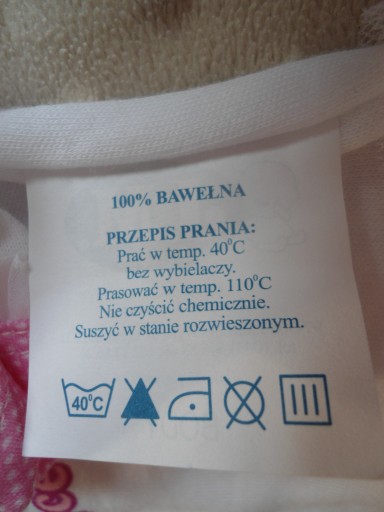 100% BAWEŁNA
PRZEPIS PRANIA:
Prać w temp. 40°C
bez wybielaczy.
Prasować w temp. 110°C
Nie czyścić chemicznie.
Suszyć w stanie rozwieszonym.
40°C